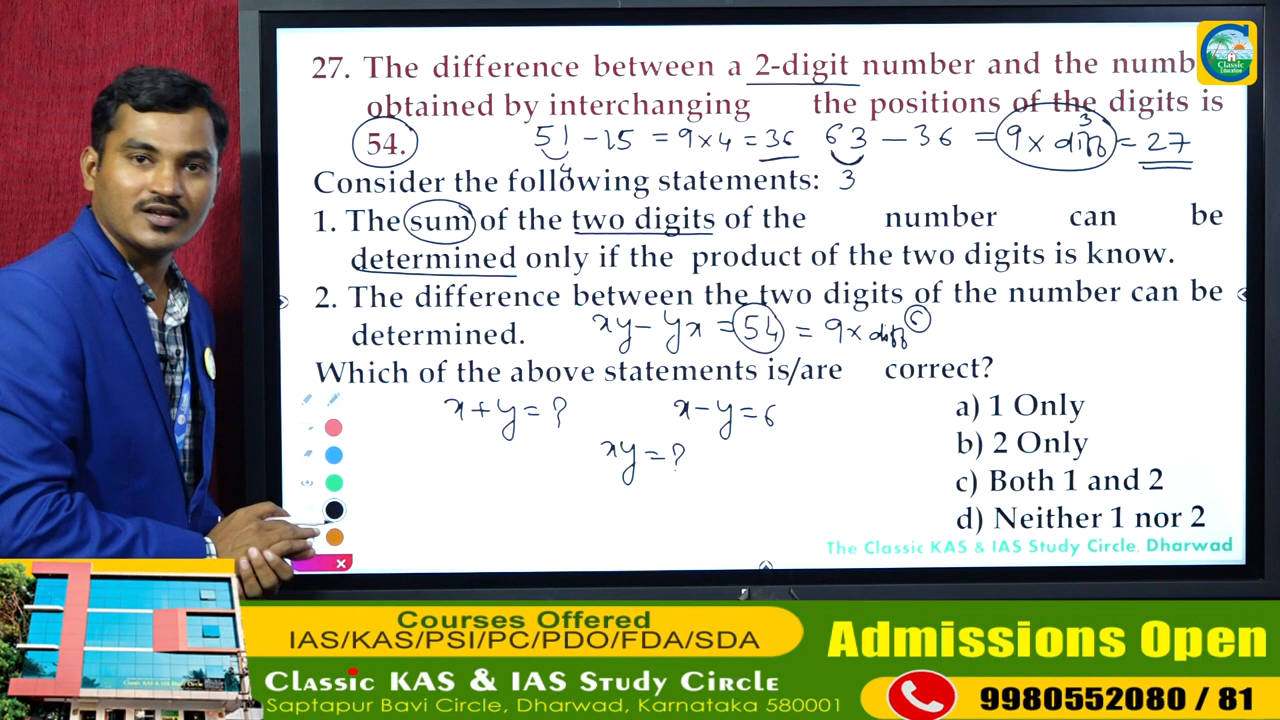 27. The difference between a 2-digit number and the numb
obtained by interchanging the positions of the digits is
54. 51 - 15 = 9 x 4 = 36 63 - 36 = 9 x diff = 27
4 3
Consider the following statements: 3
1. The sum of the two digits of the number can be
determined only if the product of the two digits is know.
2. The difference between the two digits of the number can be
determined. xy - yx = 54 = 9 x diff 6
Which of the above statements is/are correct?
x + y = ? x - y = 6
xy = ?
a) 1 Only
b) 2 Only
c) Both 1 and 2
d) Neither 1 nor 2
The Classic KAS & IAS Study Circle. Dharwad
Classic
Education
Courses Offered
IAS/KAS/PSI/PC/PDO/FDA/SDA
Classic KAS & IAS Study Circle
Saptapur Bavi Circle, Dharwad, Karnataka 580001
Admissions Open
9980552080 / 81